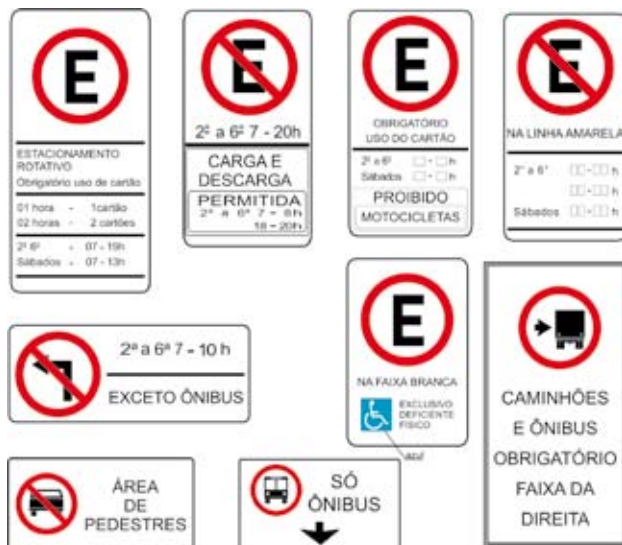 E
ESTACIONAMENTO
ROTATIVO
Obrigatório uso de cartão
01 hora - 1cartão
02 horas - 2 cartões
2ª 6ª - 07 - 19h
Sábados - 07 - 13h
E
2ª a 6ª 7 - 20h
CARGA E
DESCARGA
PERMITIDA
2ª a 6ª 7 - 8h
18 - 20h
E
OBRIGATÓRIO
USO DO CARTÃO
2ª a 6ª - h
Sábados - h
PROIBIDO
MOTOCICLETAS
E
NA LINHA AMARELA
2ª a 6ª - h
- h
Sábados - h
2ª a 6ª 7 - 10 h
EXCETO ÔNIBUS
E
NA FAIXA BRANCA
EXCLUSIVO
DEFICIENTE
FÍSICO
azul
CAMINHÕES
E ÔNIBUS
OBRIGATÓRIO
FAIXA DA
DIREITA
ÁREA
DE
PEDESTRES
SÓ
ÔNIBUS